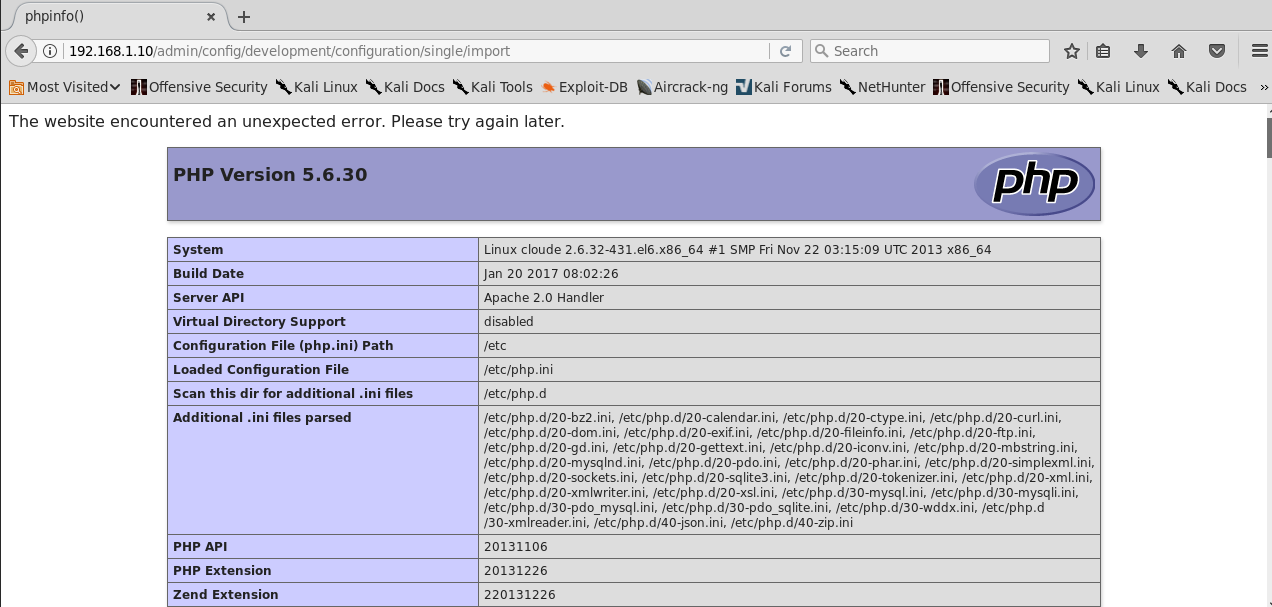 phpinfo()
192.168.1.10/admin/config/development/configuration/single/import
Search
Most Visited Offensive Security Kali Linux Kali Docs Kali Tools Exploit-DB Aircrack-ng Kali Forums NetHunter Offensive Security Kali Linux Kali Docs »
The website encountered an unexpected error. Please try again later.
PHP Version 5.6.30
php
System Linux cloude 2.6.32-431.el6.x86_64 #1 SMP Fri Nov 22 03:15:09 UTC 2013 x86_64
Build Date Jan 20 2017 08:02:26
Server API Apache 2.0 Handler
Virtual Directory Support disabled
Configuration File (php.ini) Path /etc
Loaded Configuration File /etc/php.ini
Scan this dir for additional .ini files /etc/php.d
Additional .ini files parsed /etc/php.d/20-bz2.ini, /etc/php.d/20-calendar.ini, /etc/php.d/20-ctype.ini, /etc/php.d/20-curl.ini,
/etc/php.d/20-dom.ini, /etc/php.d/20-exif.ini, /etc/php.d/20-fileinfo.ini, /etc/php.d/20-ftp.ini,
/etc/php.d/20-gd.ini, /etc/php.d/20-gettext.ini, /etc/php.d/20-iconv.ini, /etc/php.d/20-mbstring.ini,
/etc/php.d/20-mysqlnd.ini, /etc/php.d/20-pdo.ini, /etc/php.d/20-phar.ini, /etc/php.d/20-simplexml.ini,
/etc/php.d/20-sockets.ini, /etc/php.d/20-sqlite3.ini, /etc/php.d/20-tokenizer.ini, /etc/php.d/20-xml.ini,
/etc/php.d/20-xmlwriter.ini, /etc/php.d/20-xsl.ini, /etc/php.d/30-mysql.ini, /etc/php.d/30-mysqli.ini,
/etc/php.d/30-pdo_mysql.ini, /etc/php.d/30-pdo_sqlite.ini, /etc/php.d/30-wddx.ini, /etc/php.d
/30-xmlreader.ini, /etc/php.d/40-json.ini, /etc/php.d/40-zip.ini
PHP API 20131106
PHP Extension 20131226
Zend Extension 220131226